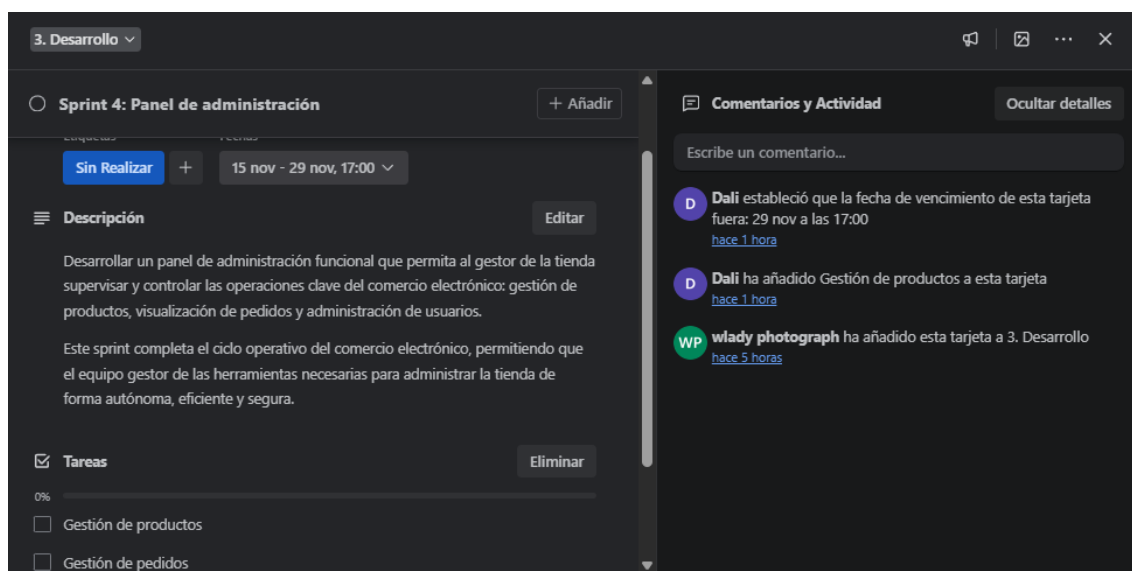 3. Desarrollo
Sprint 4: Panel de administración
+ Añadir
Etiquetas
Fechas
Sin Realizar
+
15 nov - 29 nov, 17:00
Descripción
Editar
Desarrollar un panel de administración funcional que permita al gestor de la tienda
supervisar y controlar las operaciones clave del comercio electrónico: gestión de
productos, visualización de pedidos y administración de usuarios.
Este sprint completa el ciclo operativo del comercio electrónico, permitiendo que
el equipo gestor de las herramientas necesarias para administrar la tienda de
forma autónoma, eficiente y segura.
Tareas
Eliminar
0%
Gestión de productos
Gestión de pedidos
Comentarios y Actividad
Ocultar detalles
Escribe un comentario...
D
Dali estableció que la fecha de vencimiento de esta tarjeta
fuera: 29 nov a las 17:00
hace 1 hora
D
Dali ha añadido Gestión de productos a esta tarjeta
hace 1 hora
WP
wlady photograph ha añadido esta tarjeta a 3. Desarrollo
hace 5 horas